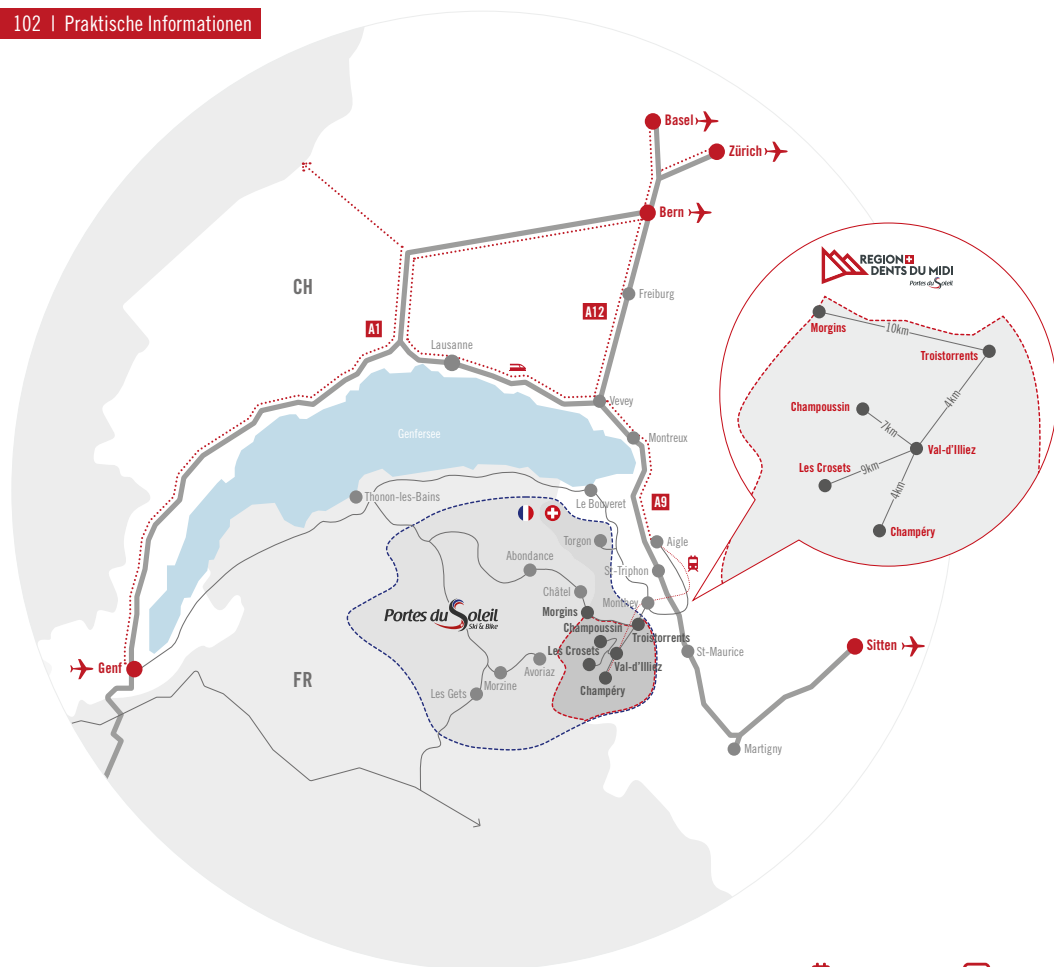 102 | Praktische Informationen
Basel
Zürich
Bern
CH
Freiburg
A12
A1
Lausanne
Vevey
Genfersee
Montreux
Thonon-les-Bains
Le Bouveret
A9
Torgon
Aigle
Abondance
St-Triphon
Châtel
Monthey
Portes du Soleil
Ski & Bike
Morgins
Champoussin
Troistorrents
Les Crosets
Val-d'Illiez
St-Maurice
Sitten
Genf
FR
Avoriaz
Morzine
Champéry
Les Gets
Martigny
REGION
DENTS DU MIDI
Portes du Soleil
Morgins
10km
Troistorrents
4km
Champoussin
7km
Val-d'Illiez
Les Crosets
9km
4km
Champéry